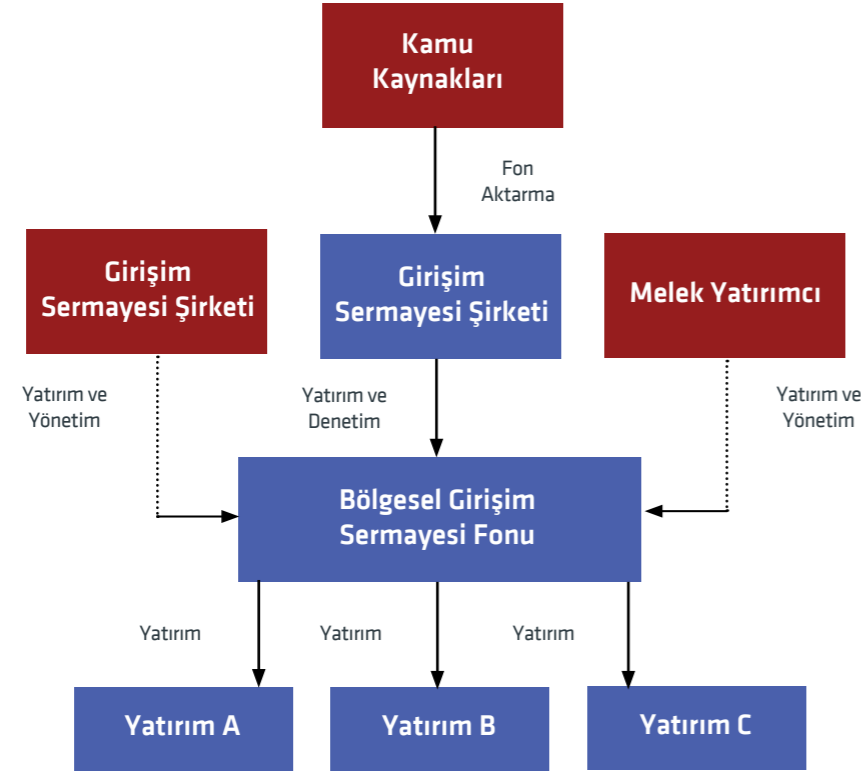 Kamu
Kaynakları
Fon
Aktarma
Girişim
Sermayesi Şirketi
Girişim
Sermayesi Şirketi
Melek Yatırımcı
Yatırım ve
Yönetim
Yatırım ve
Denetim
Yatırım ve
Yönetim
Bölgesel Girişim
Sermayesi Fonu
Yatırım
Yatırım
Yatırım
Yatırım A
Yatırım B
Yatırım C